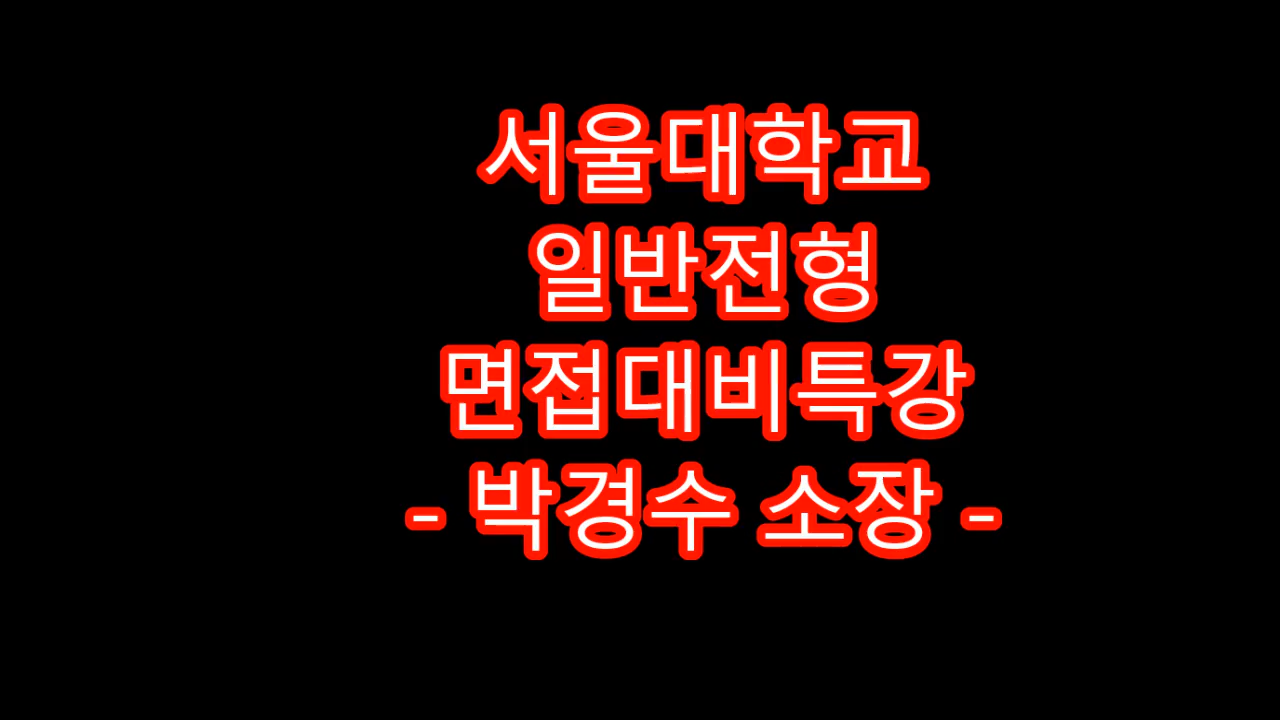 서울대학교
일반전형
면접대비특강
- 박경수 소장 -